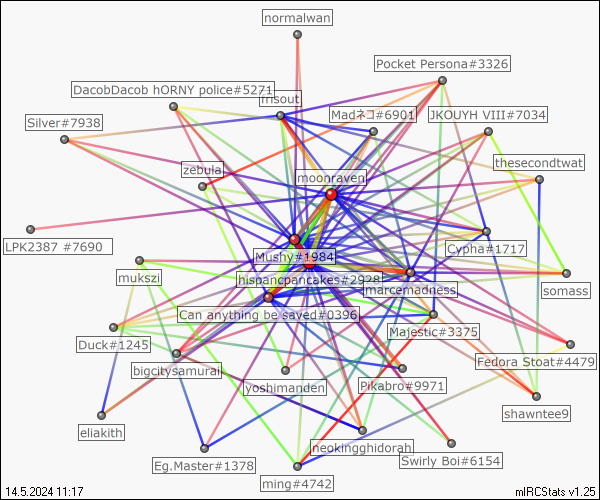 normalwan
Pocket Persona#3326
DacobDacob hORNY police#5271
msout
Madネコ#6901
JKOUYH VIII#7034
Silver#7938
thesecondtwat
zebula
moonraven
LPK2387 #7690
Cypha#1717
Mushy#1984
mukszi
hispancpancakes#2928
marcemadness
somass
Can anything be saved#0396
Majestic#3375
Duck#1245
Fedora Stoat#4479
bigcitysamurai
yoshimanden
Pikabro#9971
shawntee9
eliakith
neokingghidorah
Swirly Boi#6154
Eg.Master#1378
ming#4742
14.5.2024 11:17
mIRCStats v1.25